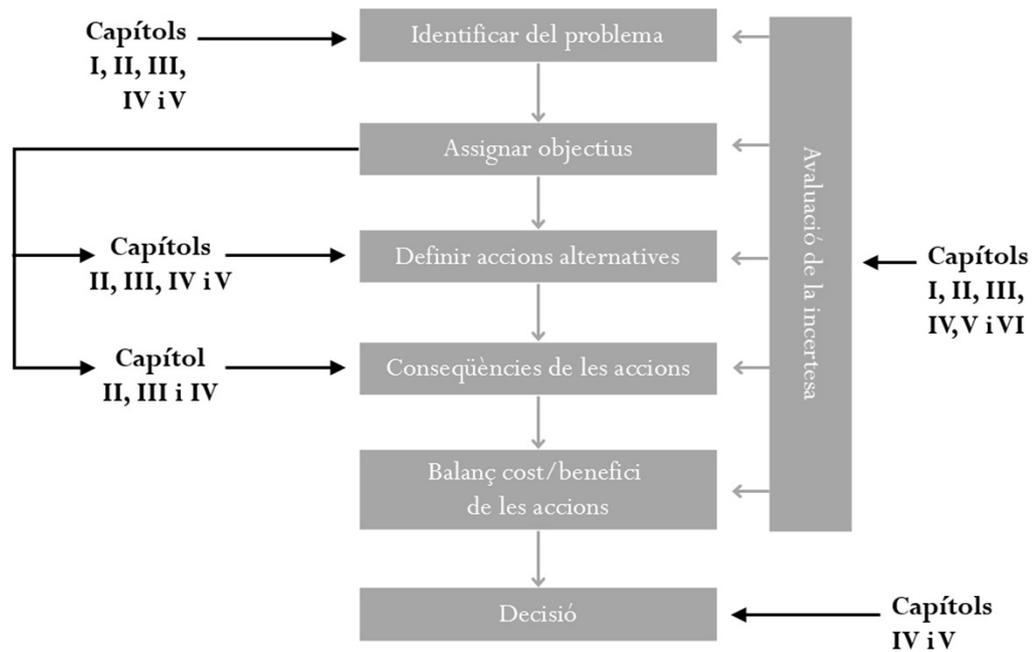 Capítols
I, II, III,
IV i V
Identificar del problema
Assignar objectius
Capítols
II, III, IV i V
Definir accions alternatives
Capítol
II, III i IV
Conseqüències de les accions
Balanç cost/benefici
de les accions
Decisió
Avaluació de la incertesa
Capítols
I, II, III,
IV, V i VI
Capítols
IV i V